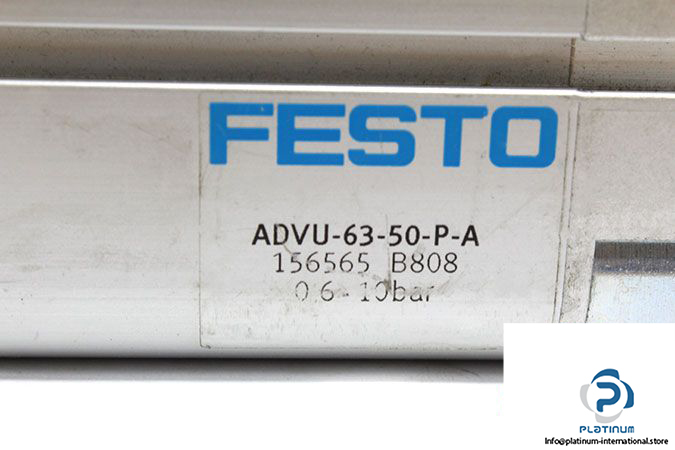 FESTO
ADVU-63-50-P-A
156565 B808
0.6-10bar
PLATINUM
Info@platinum-international.store